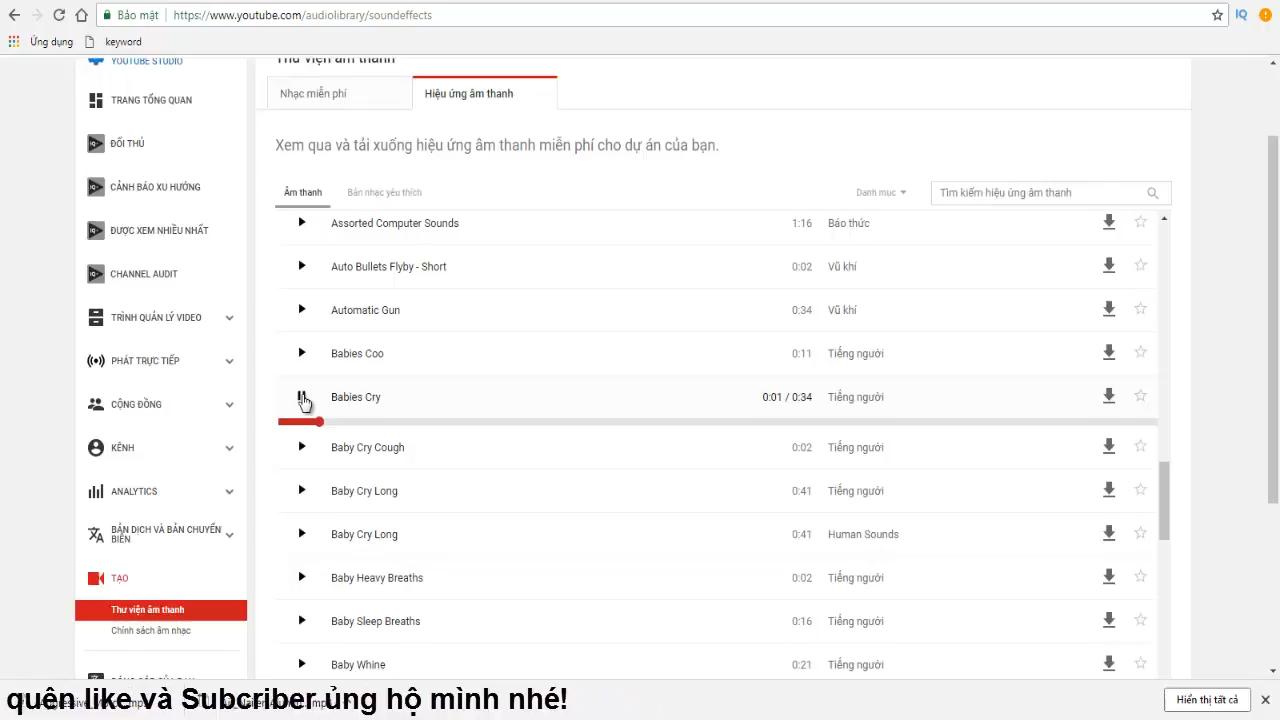 Bảo mật https://www.youtube.com/audiolibrary/soundeffects
Ứng dụng keyword
YOUTUBE STUDIO
TRANG TỔNG QUAN
ĐỐI THỦ
CẢNH BÁO XU HƯỚNG
ĐƯỢC XEM NHIỀU NHẤT
CHANNEL AUDIT
TRÌNH QUẢN LÝ VIDEO
PHÁT TRỰC TIẾP
CỘNG ĐỒNG
KÊNH
ANALYTICS
BẢN DỊCH VÀ BẢN CHUYỂN
BIÊN
TẠO
Thư viện âm thanh
Chính sách âm nhạc
Thư viện âm thanh
Nhạc miễn phí Hiệu ứng âm thanh
Xem qua và tải xuống hiệu ứng âm thanh miễn phí cho dự án của bạn.
Âm thanh Bản nhạc yêu thích Danh mục Tìm kiếm hiệu ứng âm thanh
Assorted Computer Sounds 1:16 Báo thức
Auto Bullets Flyby - Short 0:02 Vũ khí
Automatic Gun 0:34 Vũ khí
Babies Coo 0:11 Tiếng người
Babies Cry 0:01 / 0:34 Tiếng người
Baby Cry Cough 0:02 Tiếng người
Baby Cry Long 0:41 Tiếng người
Baby Cry Long 0:41 Human Sounds
Baby Heavy Breaths 0:02 Tiếng người
Baby Sleep Breaths 0:16 Tiếng người
Baby Whine 0:21 Tiếng người
quên like và Subcriber ủng hộ mình nhé!
Hiển thị tất cả